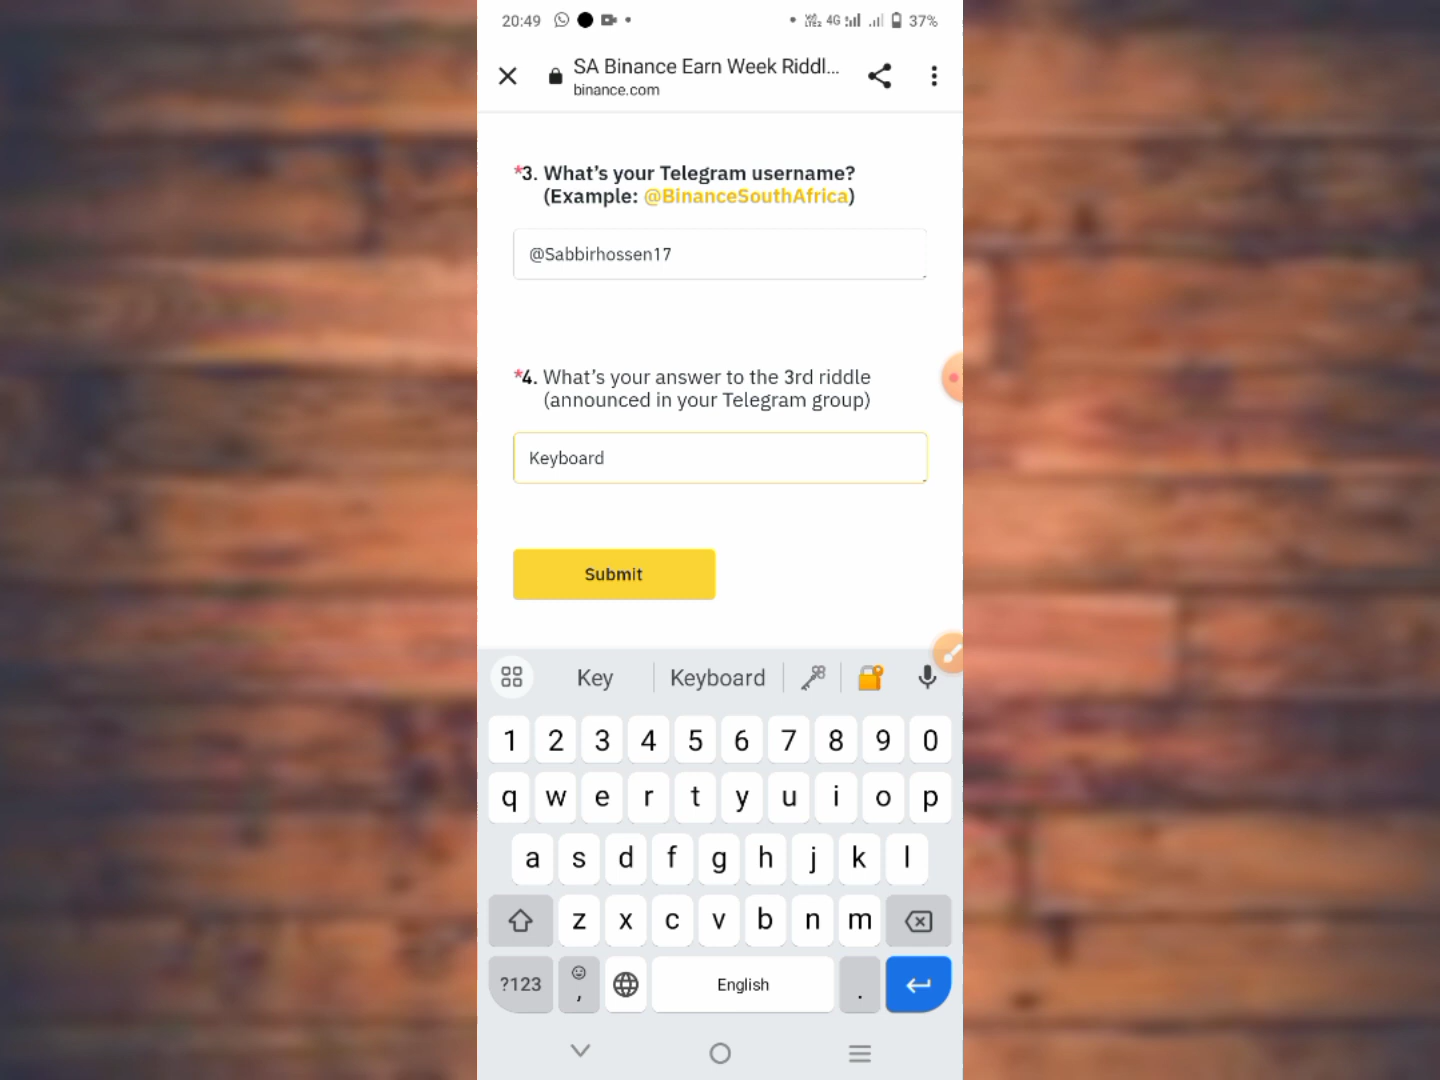 20:49
4G
37%
SA Binance Earn Week Riddl...
binance.com
*3. What's your Telegram username?
(Example: @BinanceSouthAfrica)
@Sabbirhossen17
*4. What's your answer to the 3rd riddle
(announced in your Telegram group)
Keyboard
Submit
Key
Keyboard
1 2 3 4 5 6 7 8 9 0
q w e r t y u i o p
a s d f g h j k l
z x c v b n m
?123 , English .